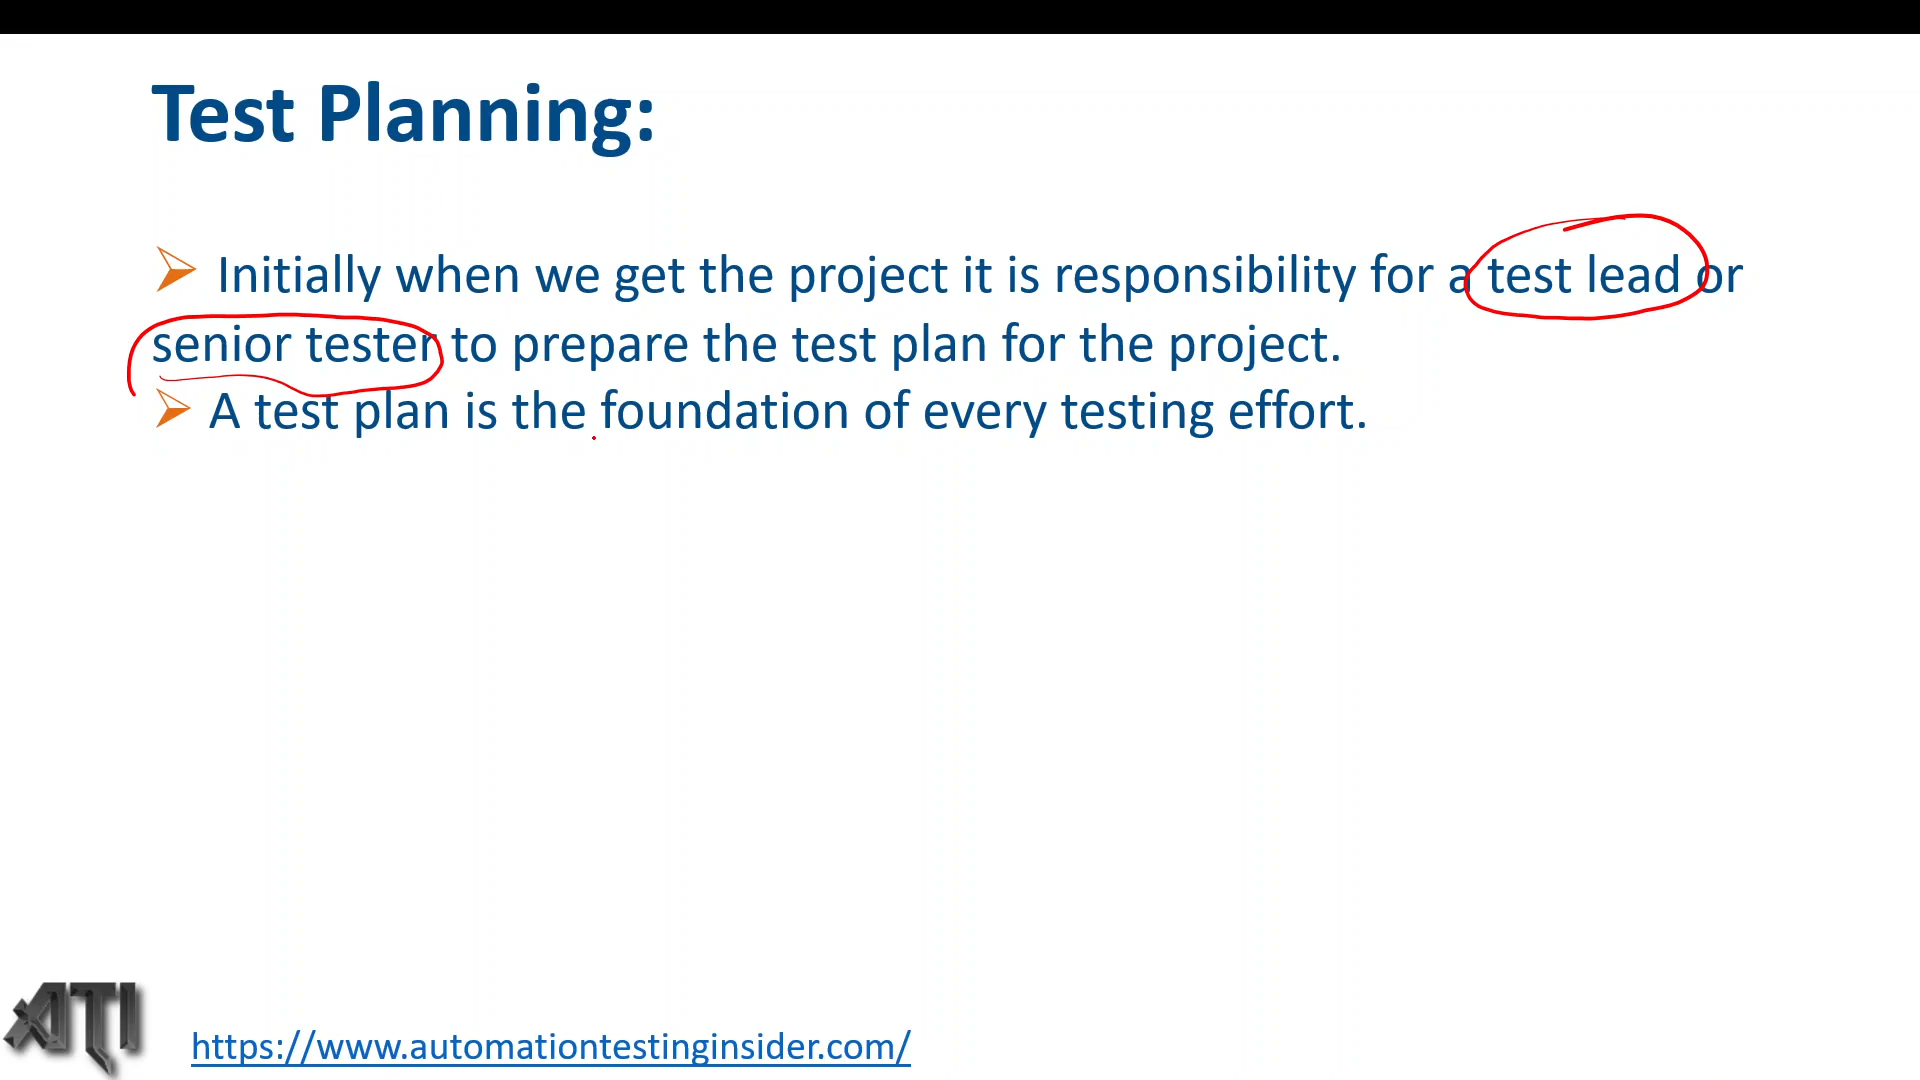 Test Planning:
Initially when we get the project it is responsibility for a test lead or
senior tester to prepare the test plan for the project.
A test plan is the foundation of every testing effort.
ATI
https://www.automationtestinginsider.com/